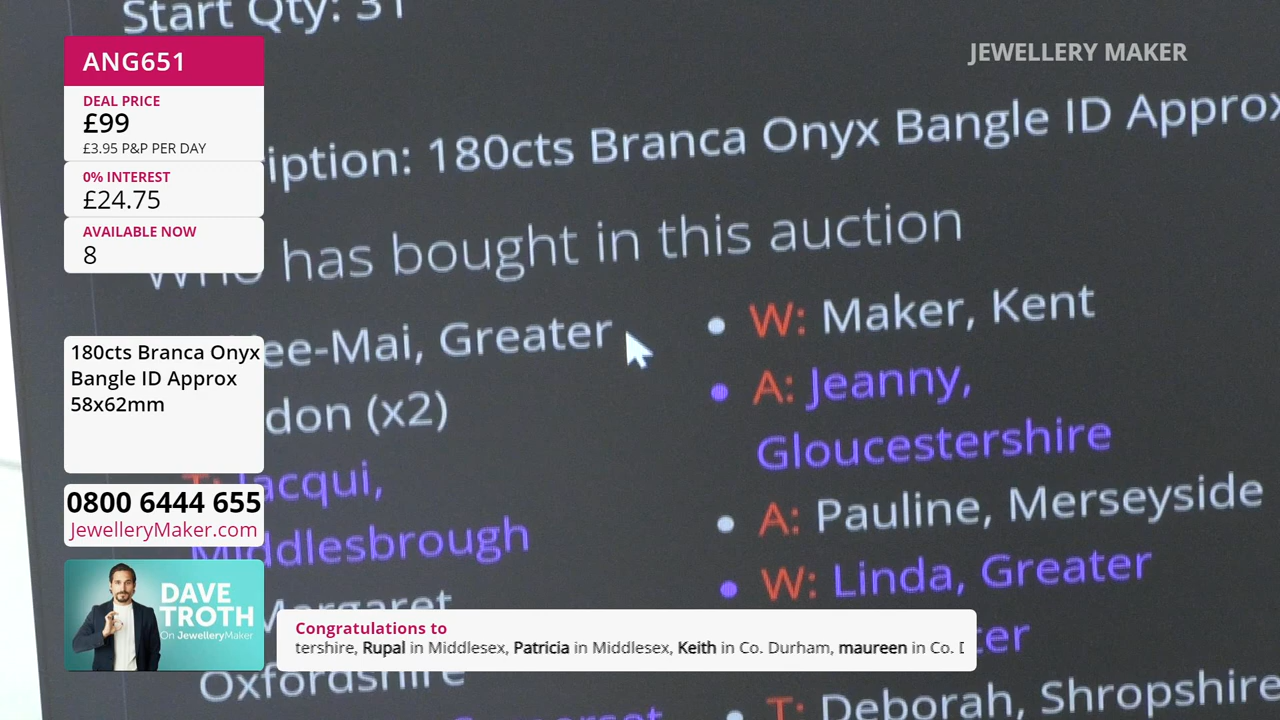 Start Qty: 31
JEWELLERY MAKER
ANG651
DEAL PRICE
£99
£3.95 P&P PER DAY
0% INTEREST
£24.75
AVAILABLE NOW
8
iption: 180cts Branca Onyx Bangle ID Approx
Who has bought in this auction
ee-Mai, Greater
don (x2)
T: Jacqui,
Middlesbrough
Margaret
Oxfordshire
W: Maker, Kent
A: Jeanny,
Gloucestershire
A: Pauline, Merseyside
W: Linda, Greater
ter
T: Deborah, Shropshire
180cts Branca Onyx
Bangle ID Approx
58x62mm
0800 6444 655
JewelleryMaker.com
DAVE
TROTH
On JewelleryMaker
Congratulations to
tershire, Rupal in Middlesex, Patricia in Middlesex, Keith in Co. Durham, maureen in Co. D